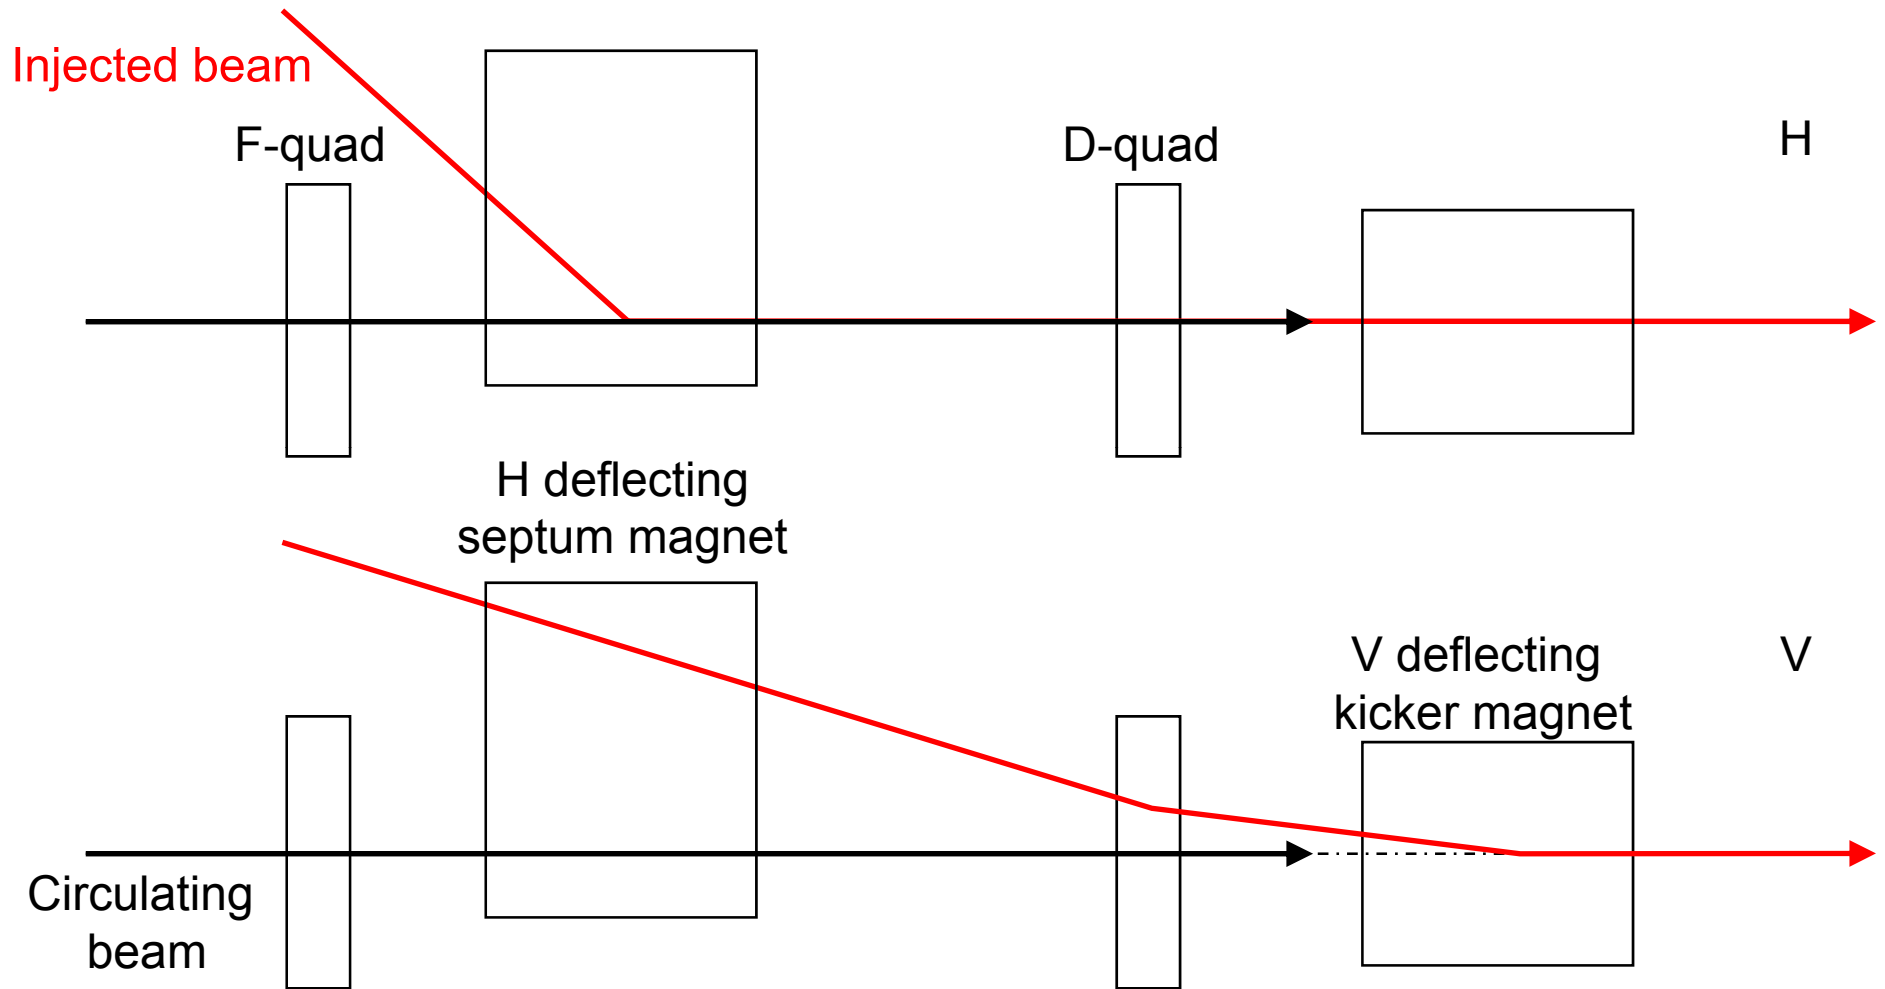 Injected beam
F-quad
D-quad
H
H deflecting
septum magnet
V deflecting
kicker magnet
V
Circulating
beam